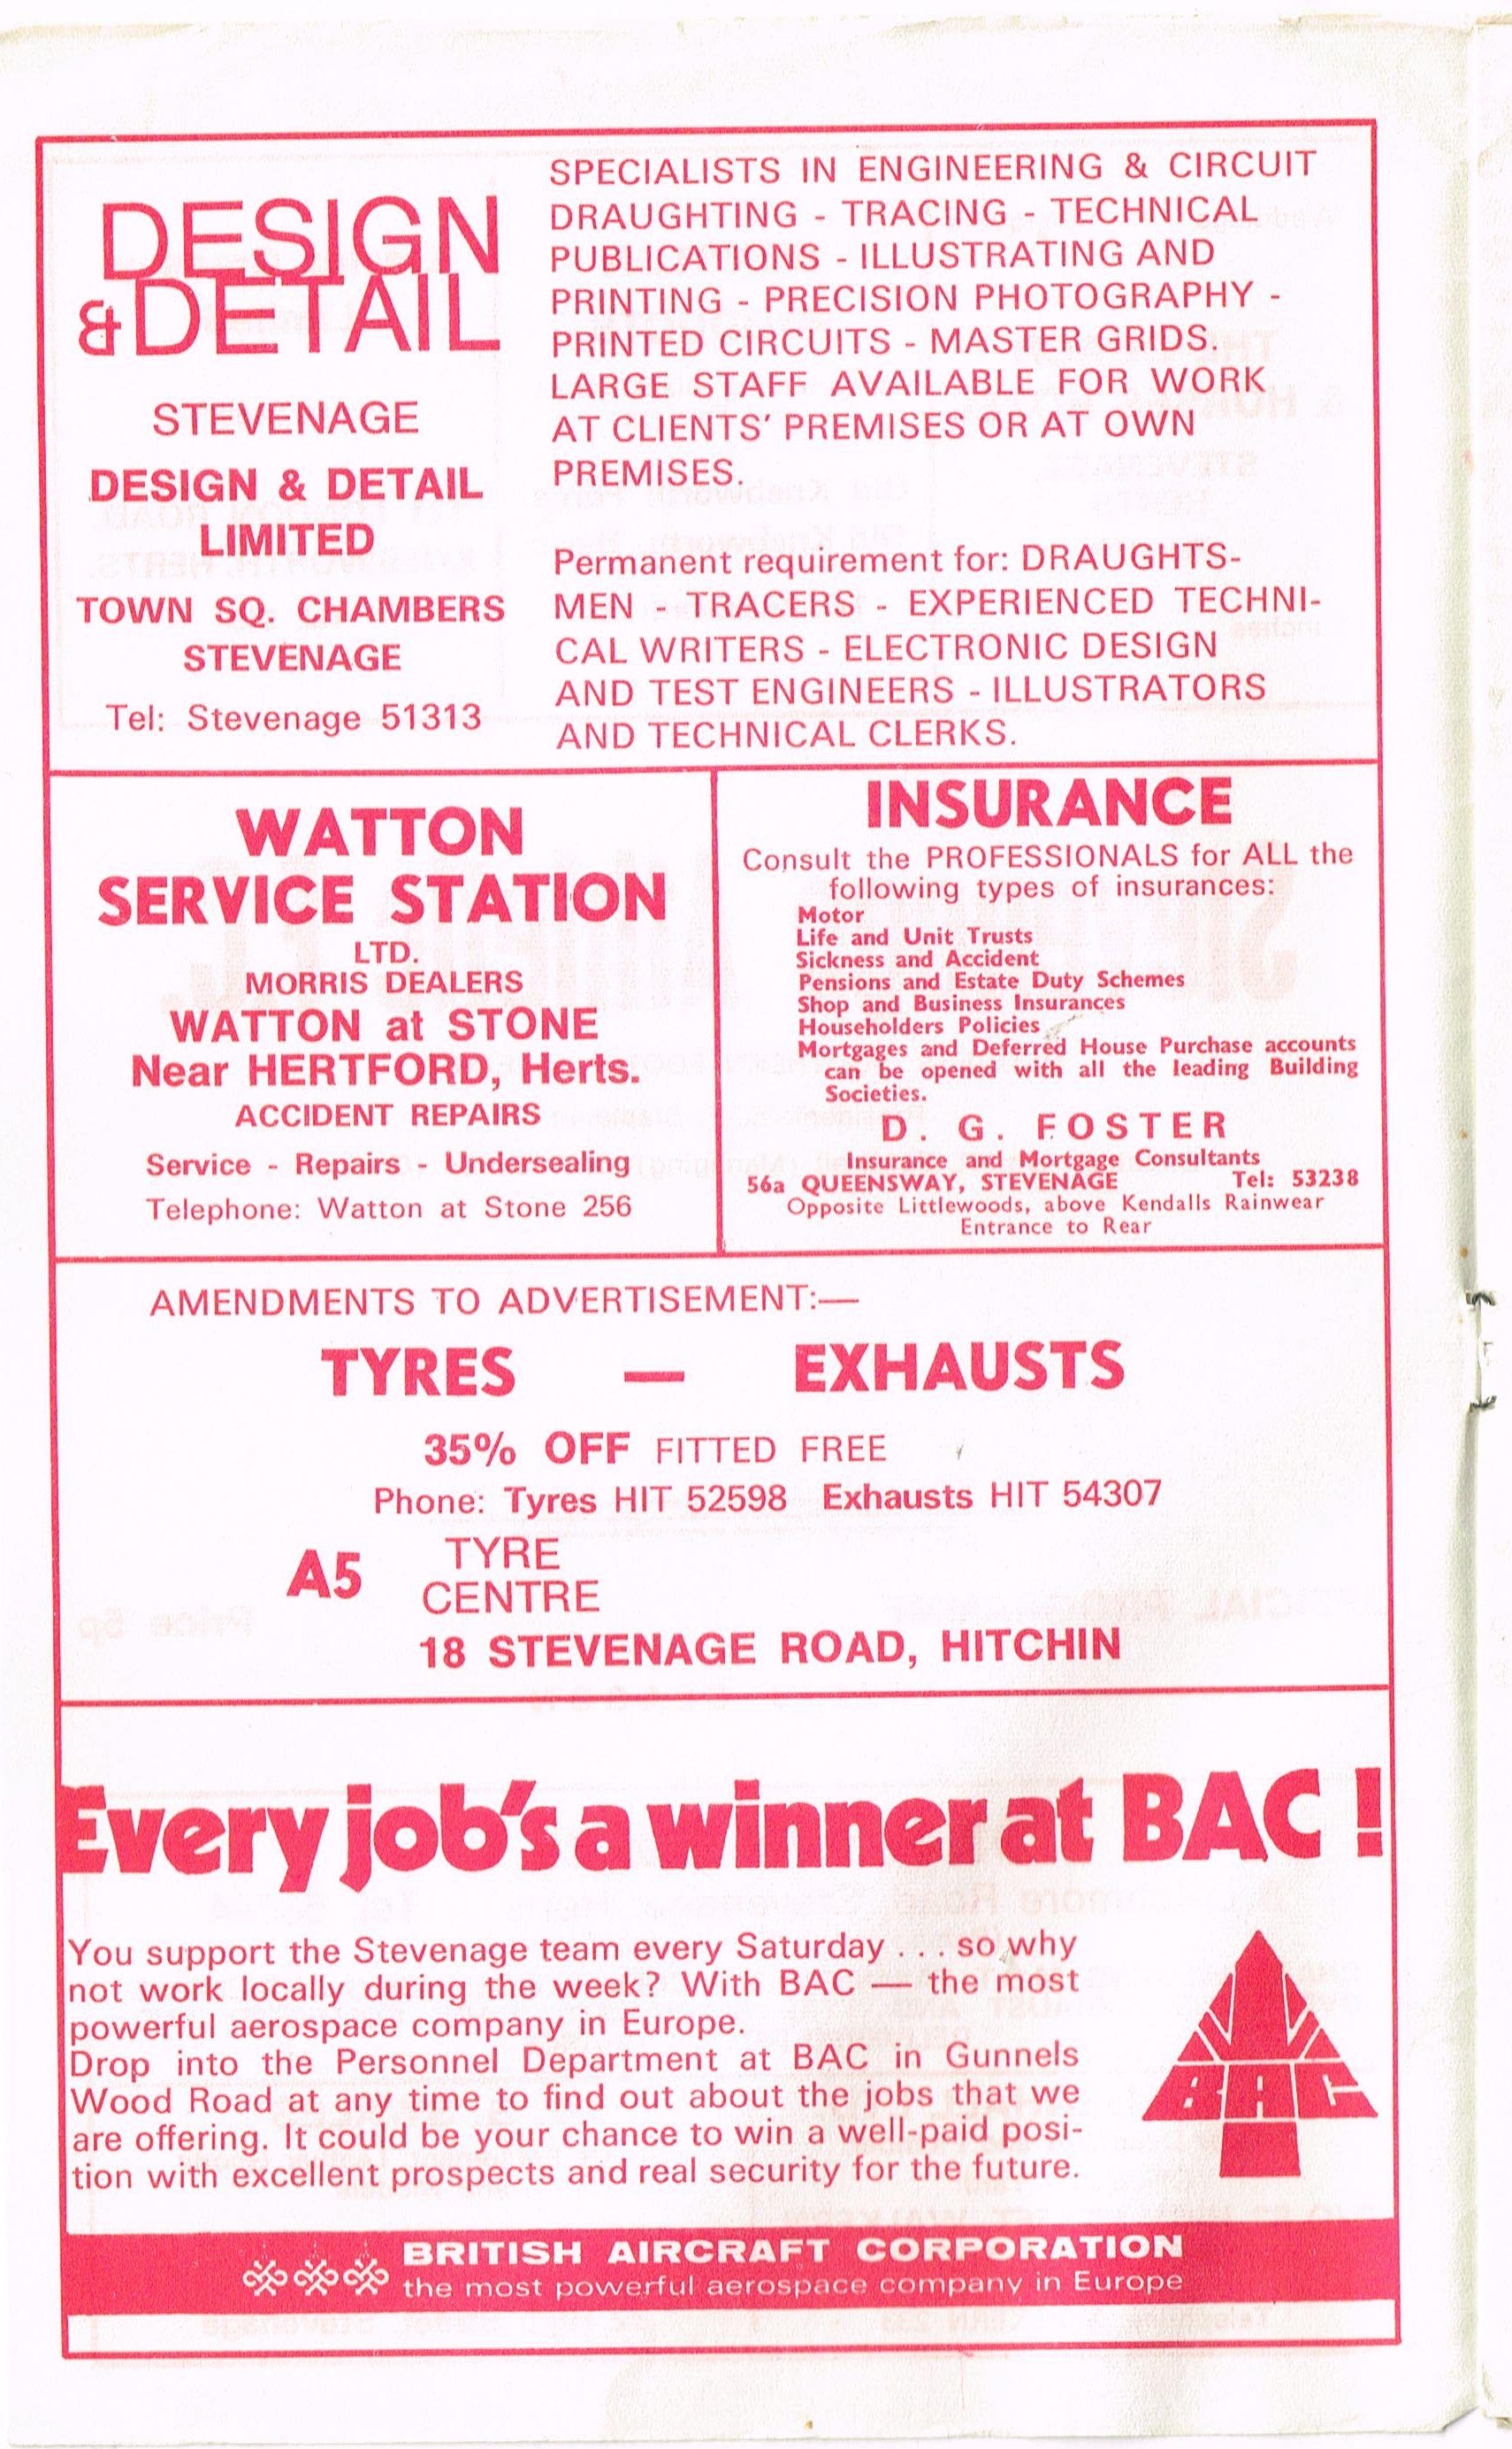 DESIGN
& DETAIL
STEVENAGE
DESIGN & DETAIL
LIMITED
TOWN SQ. CHAMBERS
STEVENAGE
Tel: Stevenage 51313
SPECIALISTS IN ENGINEERING & CIRCUIT
DRAUGHTING - TRACING - TECHNICAL
PUBLICATIONS - ILLUSTRATING AND
PRINTING - PRECISION PHOTOGRAPHY -
PRINTED CIRCUITS - MASTER GRIDS.
LARGE STAFF AVAILABLE FOR WORK
AT CLIENTS' PREMISES OR AT OWN
PREMISES.
Permanent requirement for: DRAUGHTS-
MEN - TRACERS - EXPERIENCED TECHNI-
CAL WRITERS - ELECTRONIC DESIGN
AND TEST ENGINEERS - ILLUSTRATORS
AND TECHNICAL CLERKS.
WATTON
SERVICE STATION
LTD.
MORRIS DEALERS
WATTON at STONE
Near HERTFORD, Herts.
ACCIDENT REPAIRS
Service - Repairs - Undersealing
Telephone: Watton at Stone 256
INSURANCE
Consult the PROFESSIONALS for ALL the
following types of insurances:
Motor
Life and Unit Trusts
Sickness and Accident
Pensions and Estate Duty Schemes
Shop and Business Insurances
Householders Policies
Mortgages and Deferred House Purchase accounts
can be opened with all the leading Building
Societies.
D. G. FOSTER
Insurance and Mortgage Consultants
56a QUEENSWAY, STEVENAGE Tel: 53238
Opposite Littlewoods, above Kendalls Rainwear
Entrance to Rear
AMENDMENTS TO ADVERTISEMENT:—
TYRES — EXHAUSTS
35% OFF FITTED FREE
Phone: Tyres HIT 52598 Exhausts HIT 54307
A5 TYRE
CENTRE
18 STEVENAGE ROAD, HITCHIN
Every job's a winner at BAC !
You support the Stevenage team every Saturday . . . so why
not work locally during the week? With BAC — the most
powerful aerospace company in Europe.
Drop into the Personnel Department at BAC in Gunnels
Wood Road at any time to find out about the jobs that we
are offering. It could be your chance to win a well-paid posi-
tion with excellent prospects and real security for the future.
BAC
BRITISH AIRCRAFT CORPORATION
the most powerful aerospace company in Europe